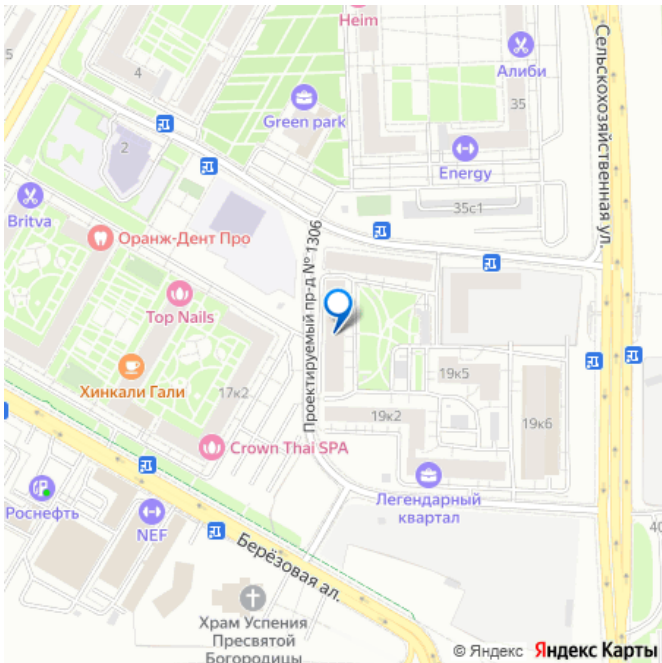 Heim
5
4
Алиби
35
Сельскохозяйственная ул.
Green park
2
Energy
Britva
35с1
Оранж-Дент Про
Проектируемый пр-д № 1306
Top Nails
Хинкали Гали
17к2
19к5
19к2
19к6
Crown Thai SPA
Легендарный
квартал
Роснефть
NEF
40
Берёзовая ал.
Храм Успения
Пресвятой
Богородицы
© Яндекс Яндекс Карты